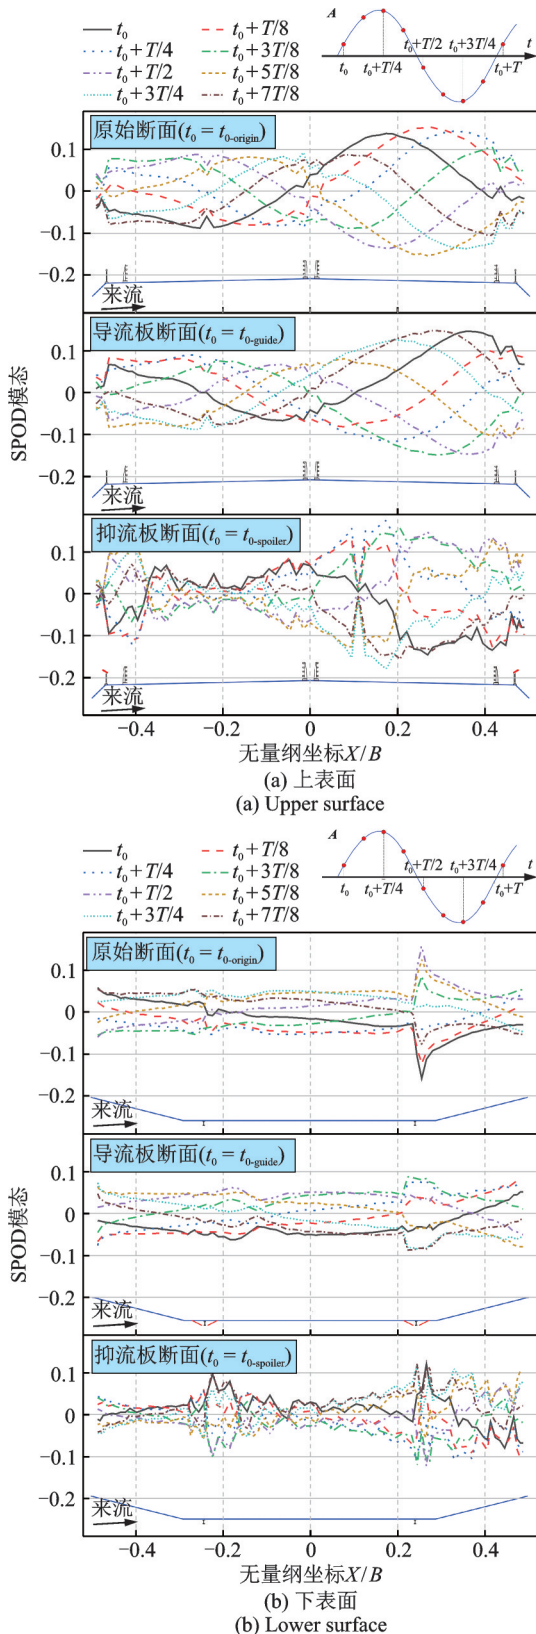 t0 t0+T/8
t0+T/4 t0+3T/8
t0+T/2 t0+5T/8
t0+3T/4 t0+7T/8
A
t0+T/2 t0+3T/4 t
t0 t0+T/4 t0+T
原始断面(t0 = t0-origin)
0.1
0
−0.1
−0.2
来流
导流板断面(t0 = t0-guide)
0.1
0
−0.1
−0.2
来流
SPOD模态
抑流板断面(t0 = t0-spoiler)
0.1
0
−0.1
−0.2
来流
−0.4 −0.2 0 0.2 0.4
无量纲坐标X/B
(a) 上表面
(a) Upper surface
t0 t0+T/8
t0+T/4 t0+3T/8
t0+T/2 t0+5T/8
t0+3T/4 t0+7T/8
A
t0+T/2 t0+3T/4 t
t0 t0+T/4 t0+T
原始断面(t0 = t0-origin)
0.1
0
−0.1
−0.2
来流
导流板断面(t0 = t0-guide)
0.1
0
−0.1
−0.2
来流
SPOD模态
抑流板断面(t0 = t0-spoiler)
0.1
0
−0.1
−0.2
来流
−0.4 −0.2 0 0.2 0.4
无量纲坐标X/B
(b) 下表面
(b) Lower surface